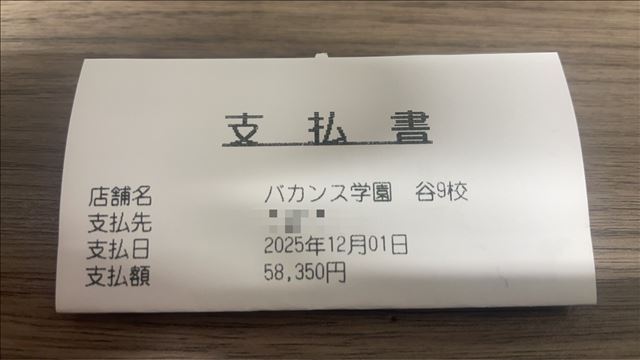 支払書
店舗名 バカンス学園 谷9校
支払先
支払日 2025年12月01日
支払額 58,350円